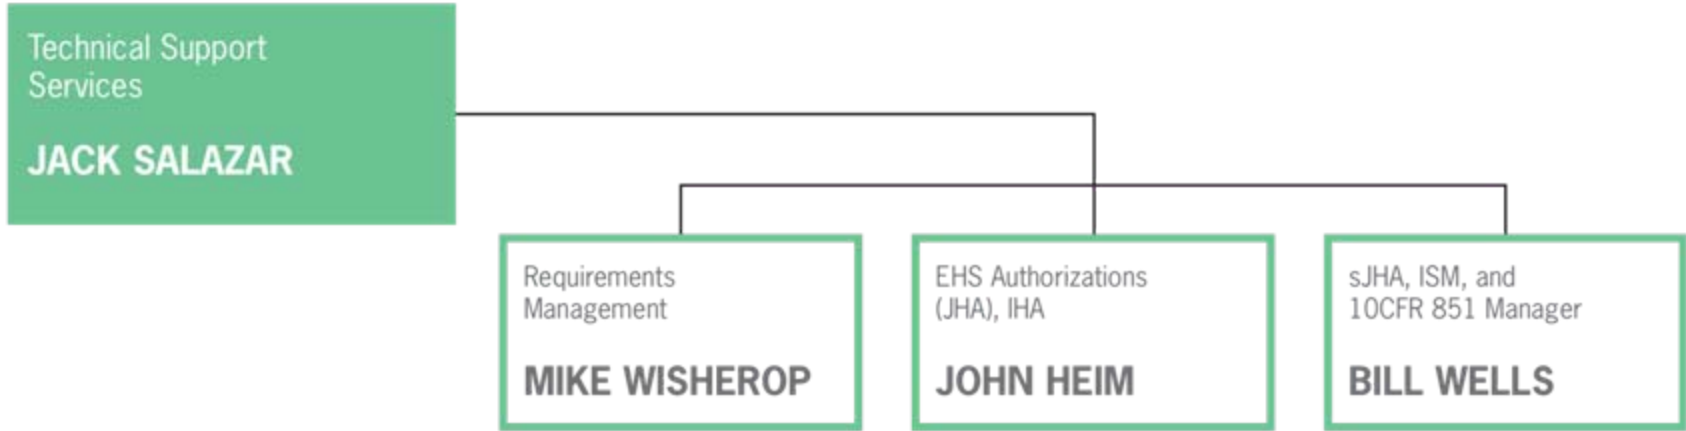 Technical Support
Services
JACK SALAZAR
Requirements
Management
MIKE WISHEROP
EHS Authorizations
(JHA), IHA
JOHN HEIM
sJHA, ISM, and
10CFR 851 Manager
BILL WELLS